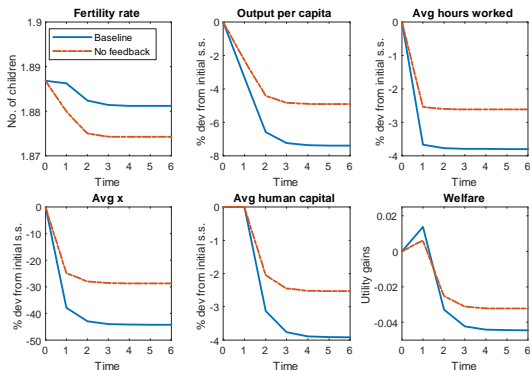 Fertility rate
1.9
1.89
1.88
1.87
No. of children
Baseline
No feedback
0 1 2 3 4 5 6
Time
Output per capita
0
-2
-4
-6
-8
% dev from initial s.s.
0 1 2 3 4 5 6
Time
Avg hours worked
0
-1
-2
-3
-4
% dev from initial s.s.
0 1 2 3 4 5 6
Time
Avg x
0
-10
-20
-30
-40
-50
% dev from initial s.s.
0 1 2 3 4 5 6
Time
Avg human capital
0
-1
-2
-3
-4
% dev from initial s.s.
0 1 2 3 4 5 6
Time
Welfare
0.02
0
-0.02
-0.04
Utility gains
0 1 2 3 4 5 6
Time